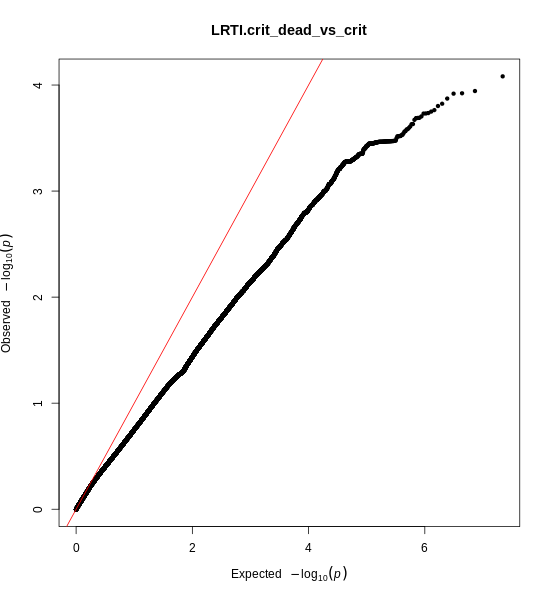 LRTI.crit_dead_vs_crit
4
3
2
1
0
Observed −log10(p)
0 2 4 6
Expected −log10(p)